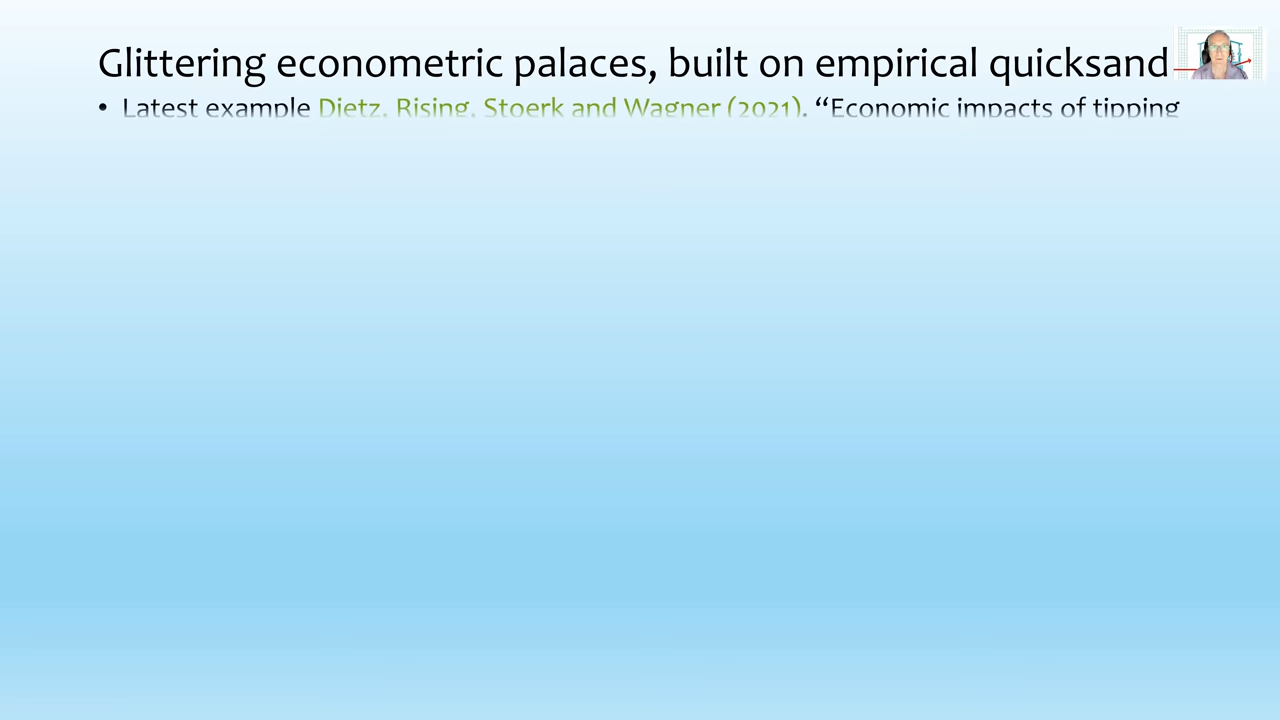 Glittering econometric palaces, built on empirical quicksand
• Latest example Dietz, Rising, Stoerk and Wagner (2021). “Economic impacts of tipping